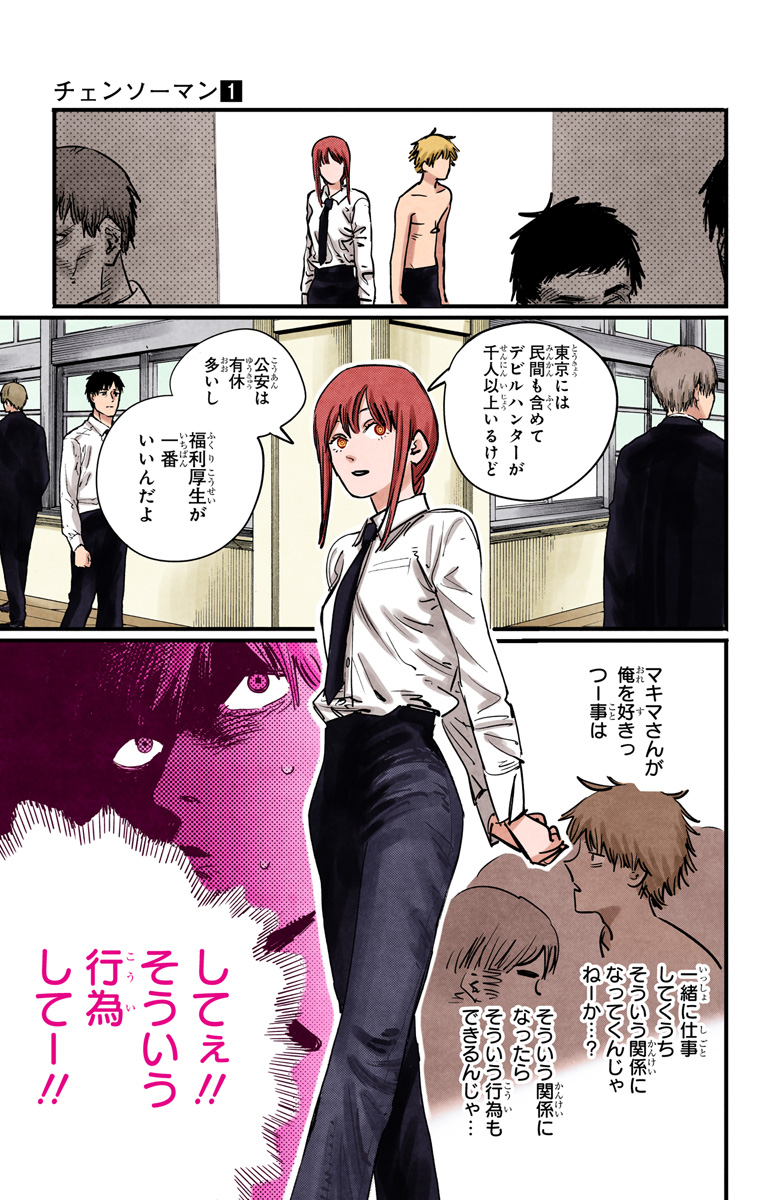 チェンソーマン1
東京には
民間も含めて
デビルハンターが
千人以上いるけど
公安は
有休
多いし
福利厚生が
一番
いいんだよ
マキマさんが
俺を好きっ
つー事は
一緒に仕事
してくうち
そういう関係に
なってくんじゃ
ねーか…?
そういう関係に
なったら
そういう行為も
できるんじゃ…
してぇ!!
そういう
行為
してー!!